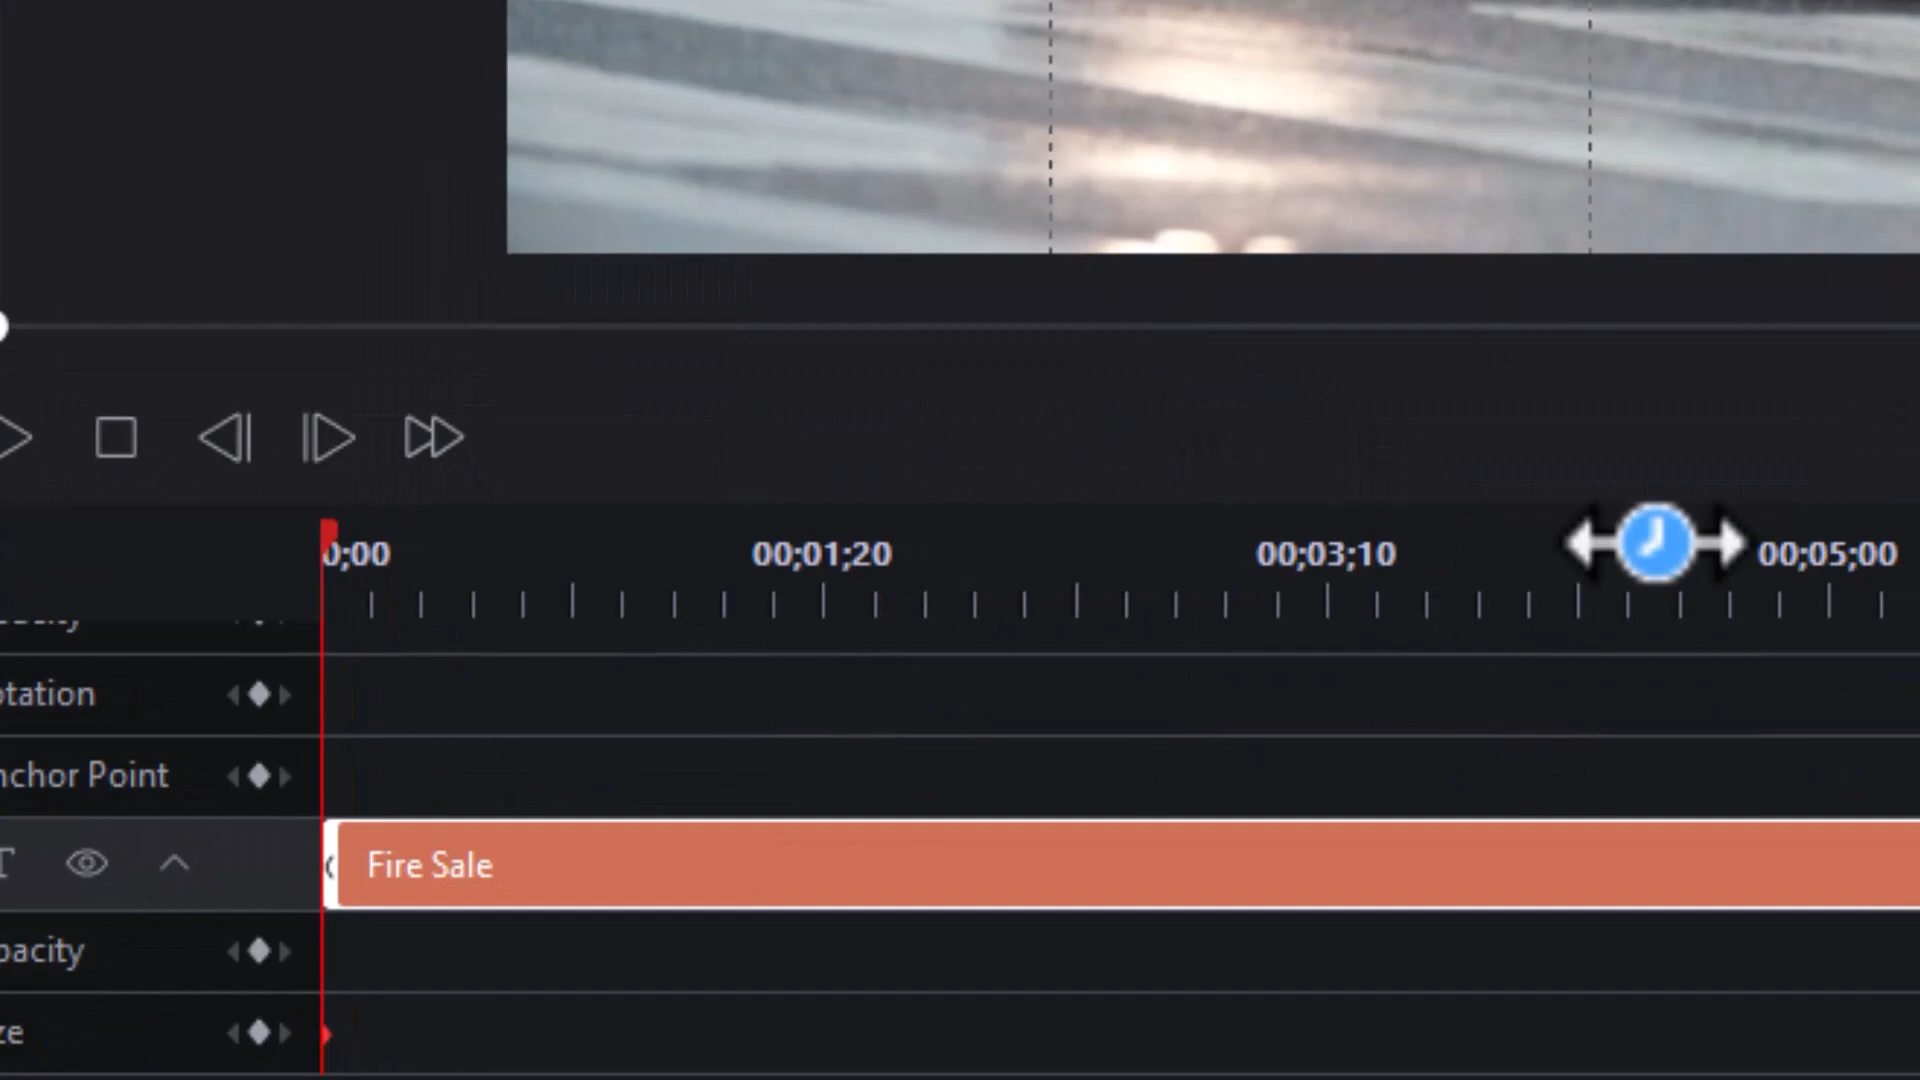 0;00 00;01;20 00;03;10 00;05;00
otation
nchor Point
T Fire Sale
pacity
ze